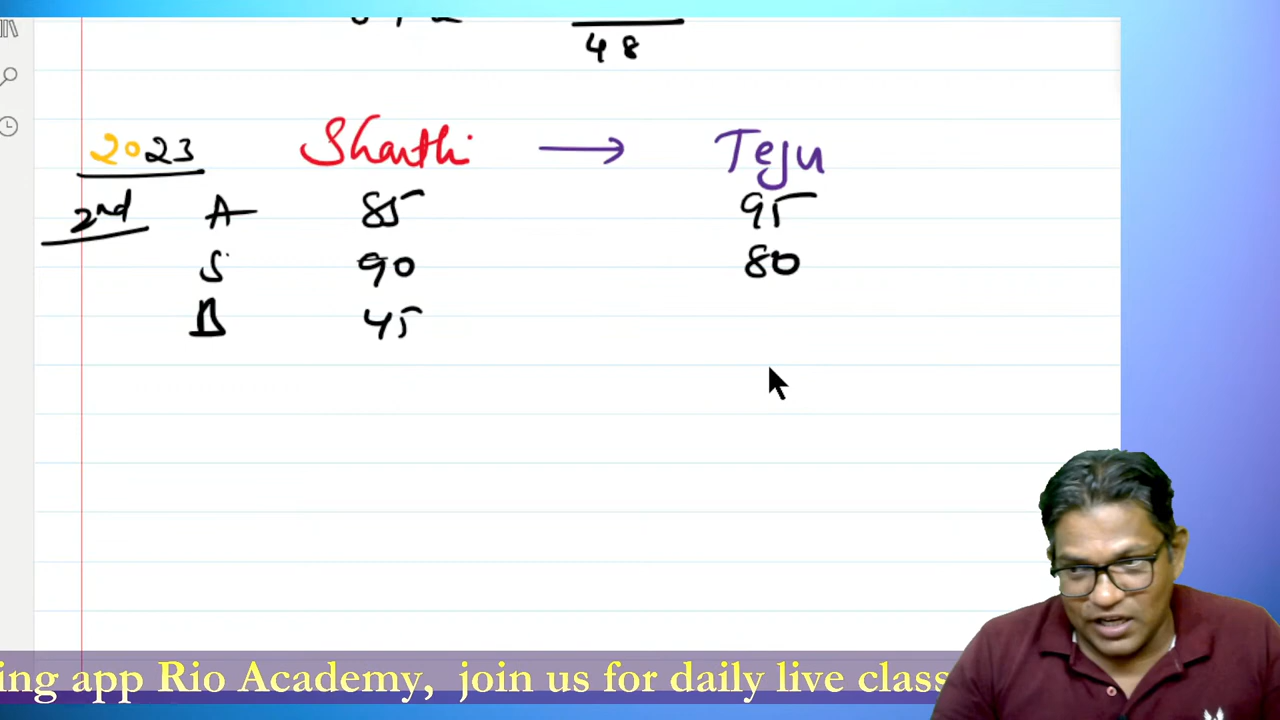 48
2023 Sharthi → Teju
2nd A 85 95
S 90 80
B 45
ing app Rio Academy, join us for daily live class